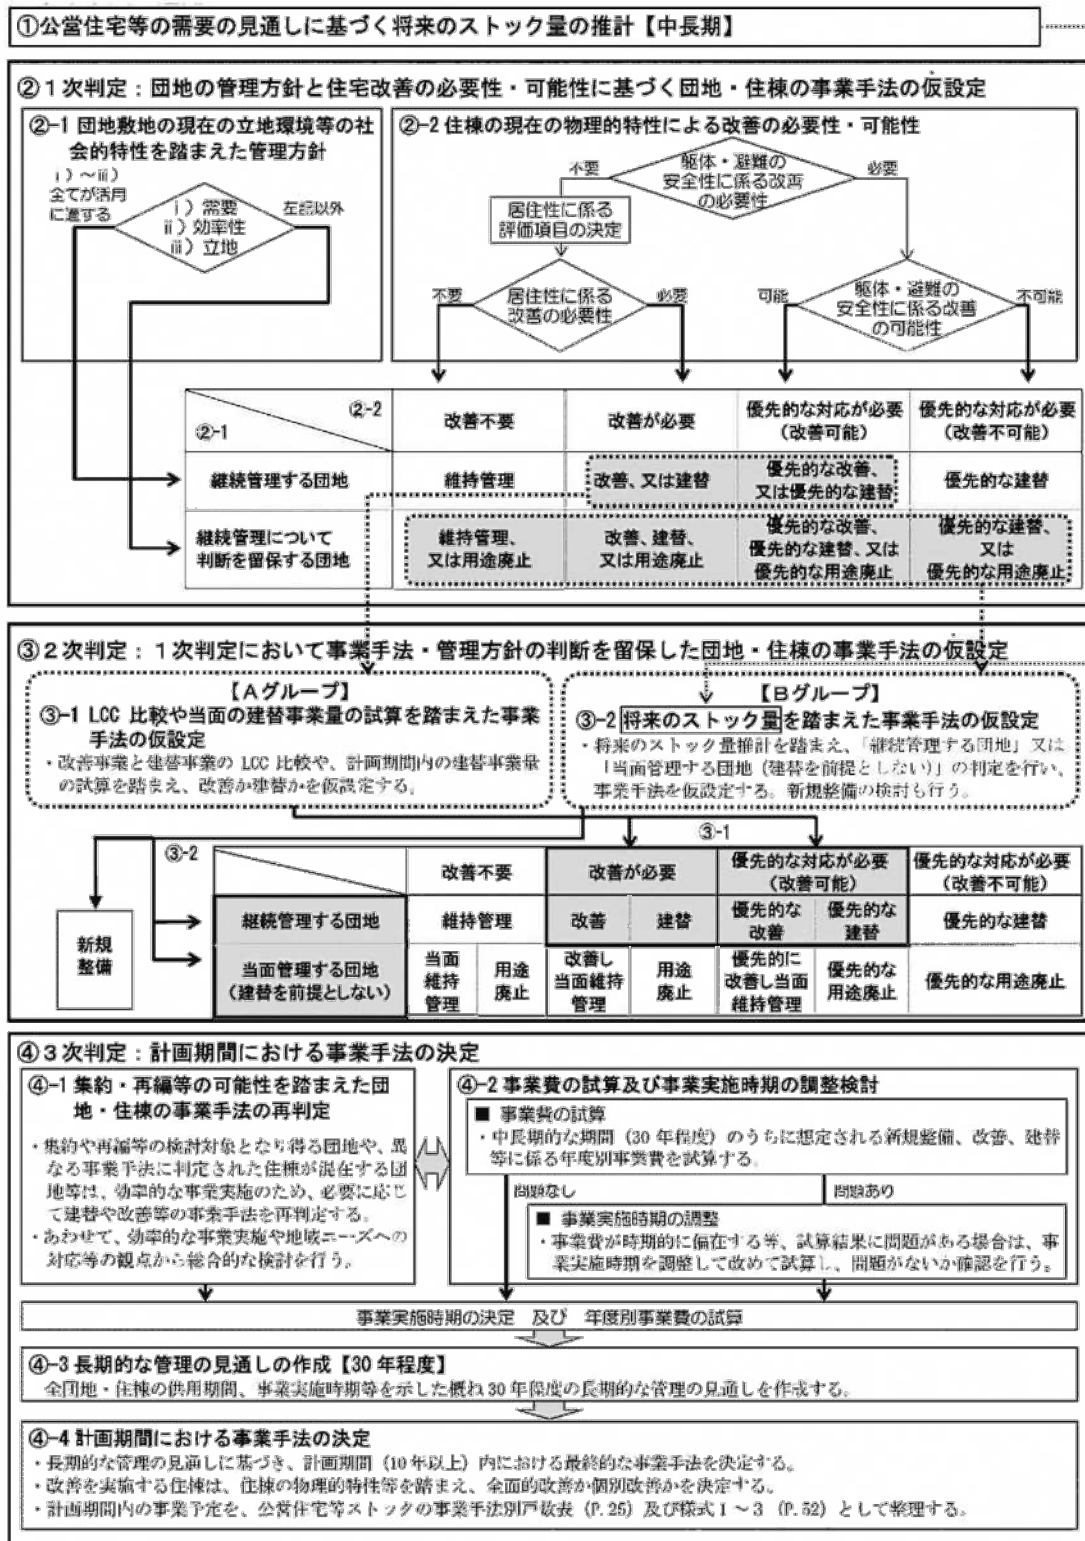 ①公営住宅等の需要の見通しに基づく将来のストック量の推計【中長期】
②１次判定：団地の管理方針と住宅改善の必要性・可能性に基づく団地・住棟の事業手法の仮設定
②-1 団地敷地の現在の立地環境等の社
会的特性を踏まえた管理方針
ⅰ）～ⅲ）
全てが活用
に適する
ⅰ）需要
ⅱ）効率性
ⅲ）立地
左記以外
②-2 住棟の現在の物理的特性による改善の必要性・可能性
不要
躯体・避難の
安全性に係る改善
の必要性
必要
居住性に係る
評価項目の決定
不要
居住性に係る
改善の必要性
必要
可能
躯体・避難の
安全性に係る改善
の可能性
不可能
②-2
②-1
改善不要
改善が必要
優先的な対応が必要
（改善可能）
優先的な対応が必要
（改善不可能）
継続管理する団地
維持管理
改善、又は建替
優先的な改善、
又は優先的な建替
優先的な建替
継続管理について
判断を留保する団地
維持管理、
又は用途廃止
改善、建替、
又は用途廃止
優先的な改善、
優先的な建替、又は
優先的な用途廃止
優先的な建替、
又は
優先的な用途廃止
③２次判定：１次判定において事業手法・管理方針の判断を留保した団地・住棟の事業手法の仮設定
【Ａグループ】
③-1 LCC 比較や当面の建替事業量の試算を踏まえた事業
手法の仮設定
・改善事業と建替事業の LCC 比較や、計画期間内の建替事業量
の試算を踏まえ、改善か建替かを仮設定する。
【Ｂグループ】
③-2 将来のストック量を踏まえた事業手法の仮設定
・将来のストック量推計を踏まえ、「継続管理する団地」又は
「当面管理する団地（建替を前提としない）」の判定を行い、
事業手法を仮設定する。新規整備の検討も行う。
③-1
③-2
改善不要
改善が必要
優先的な対応が必要
（改善可能）
優先的な対応が必要
（改善不可能）
新規
整備
継続管理する団地
維持管理
改善
建替
優先的な
改善
優先的な
建替
優先的な建替
当面管理する団地
（建替を前提としない）
当面
維持
管理
用途
廃止
改善し
当面維持
管理
用途
廃止
優先的に
改善し当面
維持管理
優先的な
用途廃止
優先的な用途廃止
④３次判定：計画期間における事業手法の決定
④-1 集約・再編等の可能性を踏まえた団
地・住棟の事業手法の再判定
・集約や再編等の検討対象となり得る団地や、異
なる事業手法に判定された住棟が混在する団
地等は、効率的な事業実施のため、必要に応じ
て建替や改善等の事業手法を再判定する。
・あわせて、効率的な事業実施や地域ニーズへの
対応等の観点から総合的な検討を行う。
④-2 事業費の試算及び事業実施時期の調整検討
■ 事業費の試算
・中長期的な期間（30 年程度）のうちに想定される新規整備、改善、建替
等に係る年度別事業費を試算する。
問題なし
問題あり
■ 事業実施時期の調整
・事業費が時期的に偏在する等、試算結果に問題がある場合は、事
業実施時期を調整して改めて試算し、問題がないか確認を行う。
事業実施時期の決定　及び　年度別事業費の試算
④-3 長期的な管理の見通しの作成【30 年程度】
全団地・住棟の供用期間、事業実施時期等を示した概ね 30 年程度の長期的な管理の見通しを作成する。
④-4 計画期間における事業手法の決定
・長期的な管理の見通しに基づき、計画期間（10 年以上）内における最終的な事業手法を決定する。
・改善を実施する住棟は、住棟の物理的特性等を踏まえ、全面的改善か個別改善かを決定する。
・計画期間内の事業予定を、公営住宅等ストックの事業手法別戸数表（P.25）及び様式１～３（P.52）として整理する。